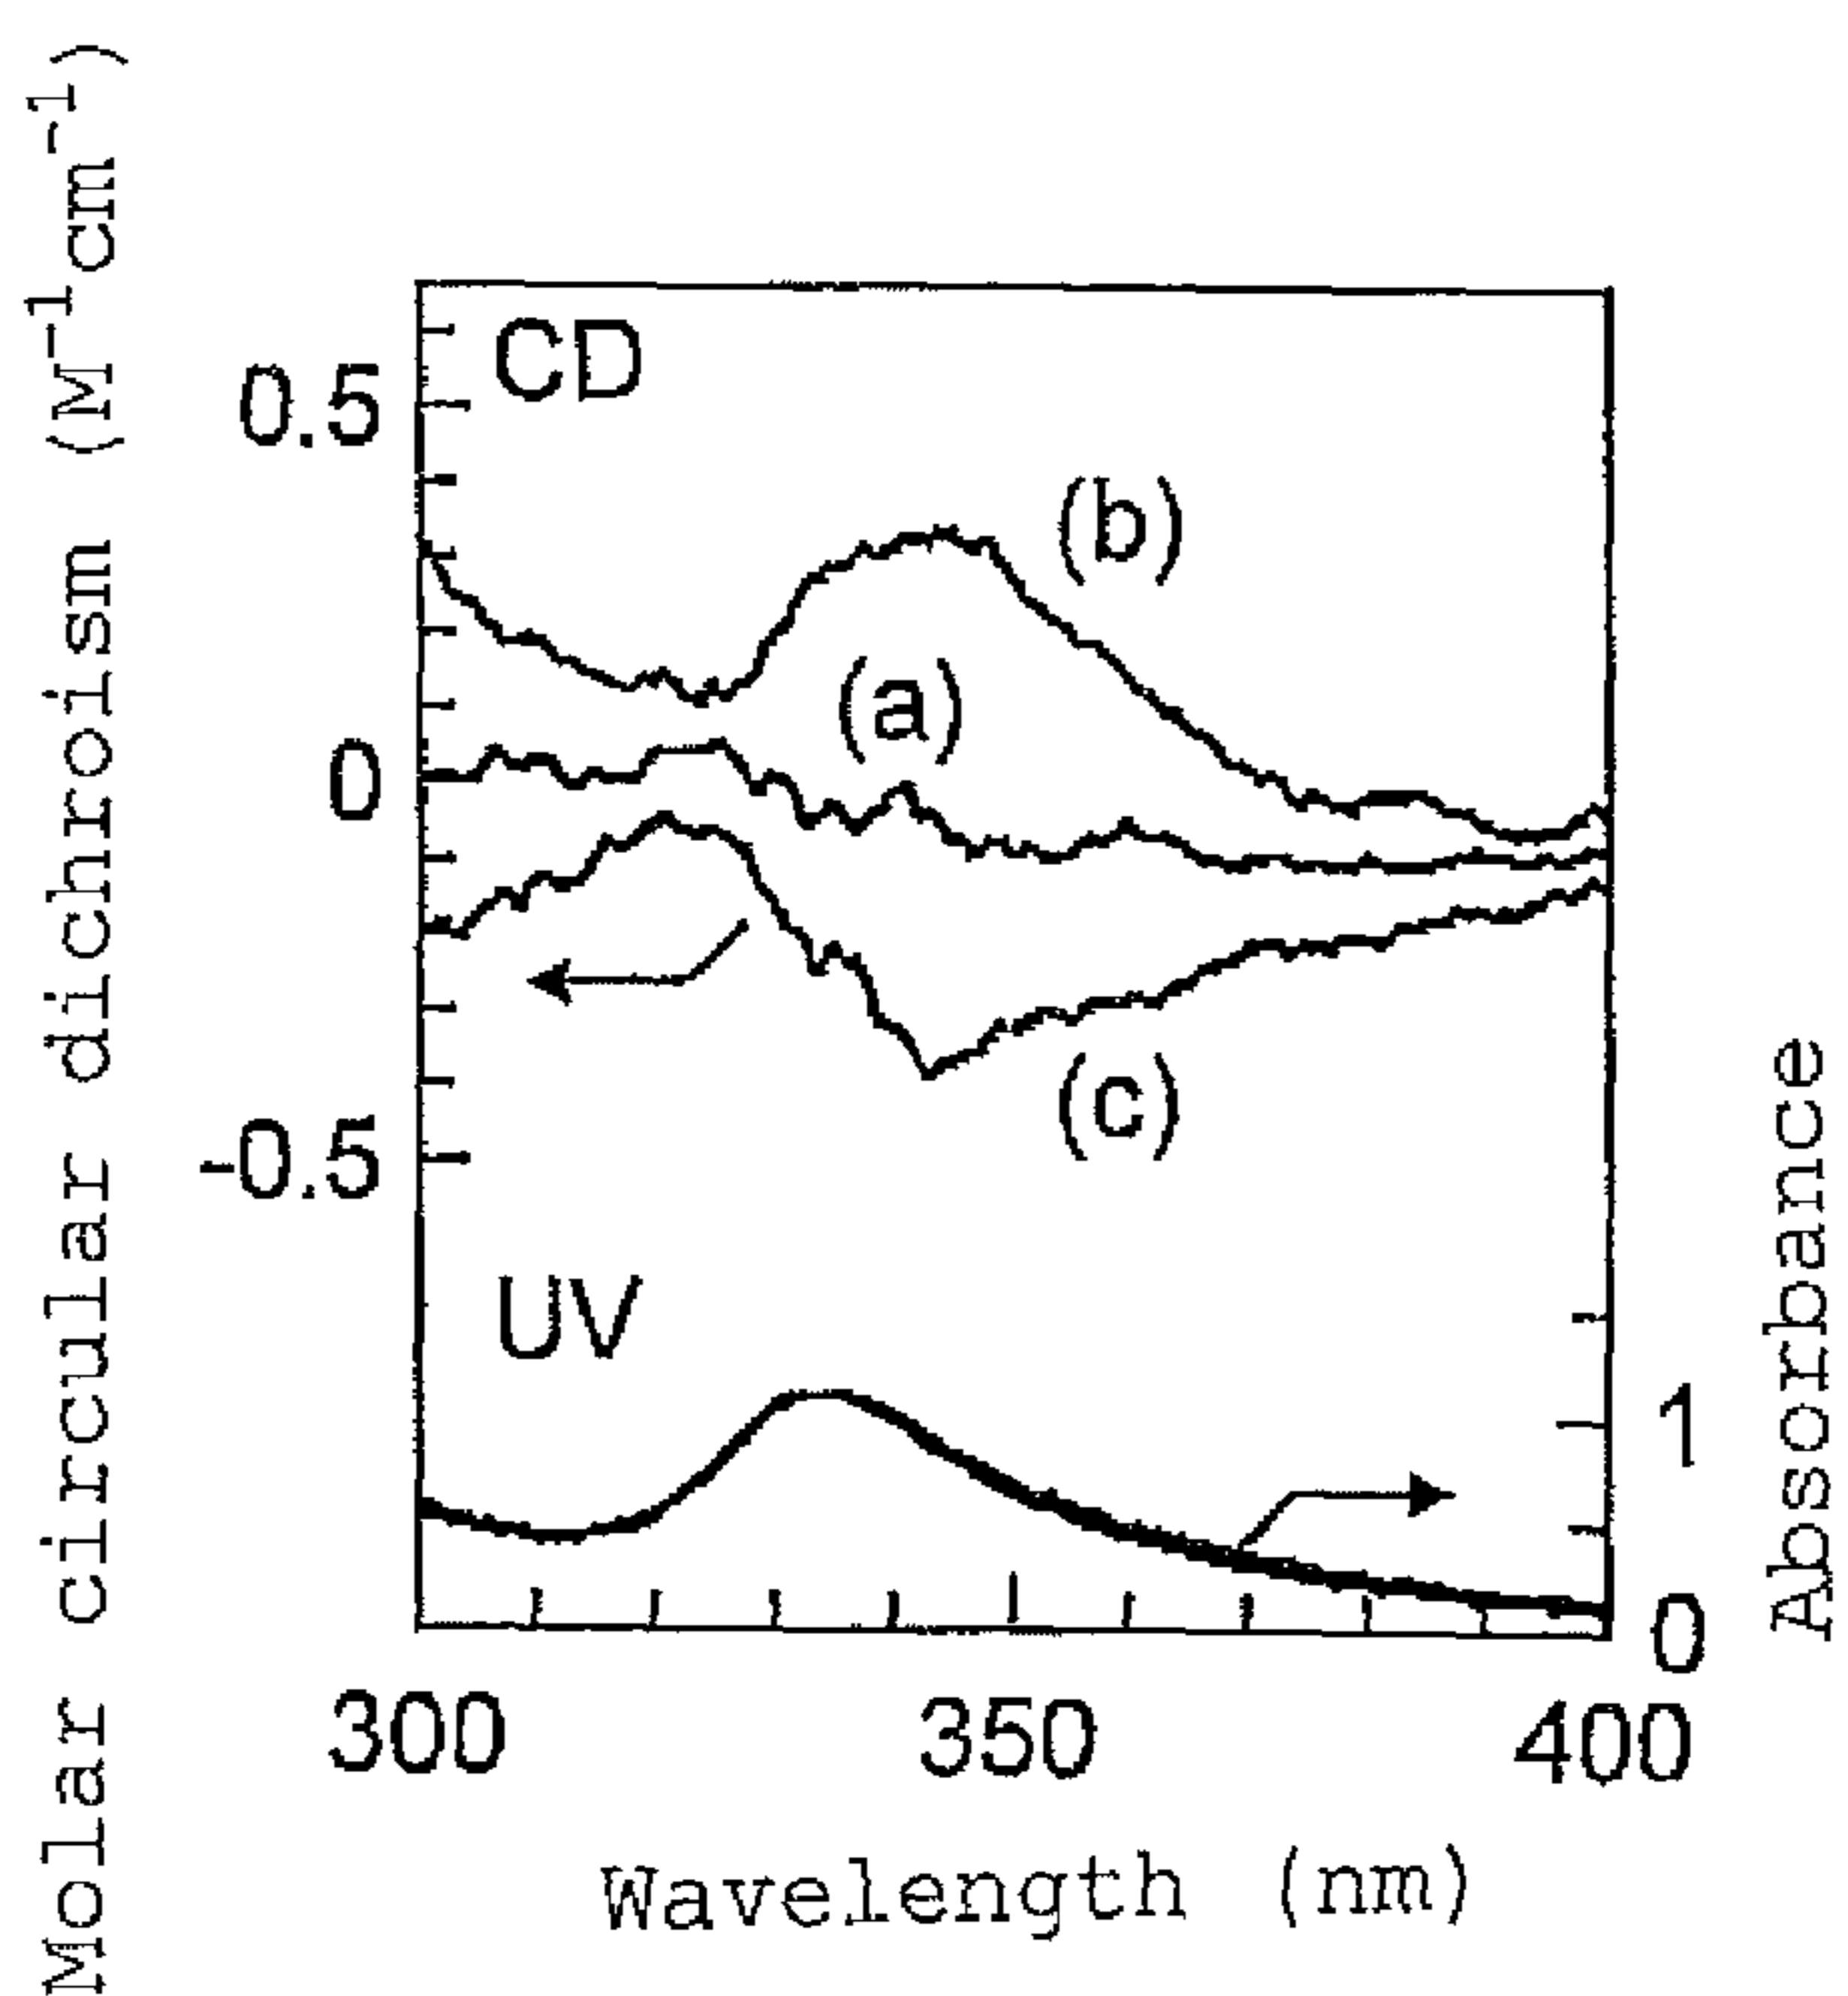 Molar circular dichroism (M⁻¹cm⁻¹)
CD
0.5
(b)
(a)
0
(c)
-0.5
UV
1
0
Absorbance
300 350 400
Wavelength (nm)